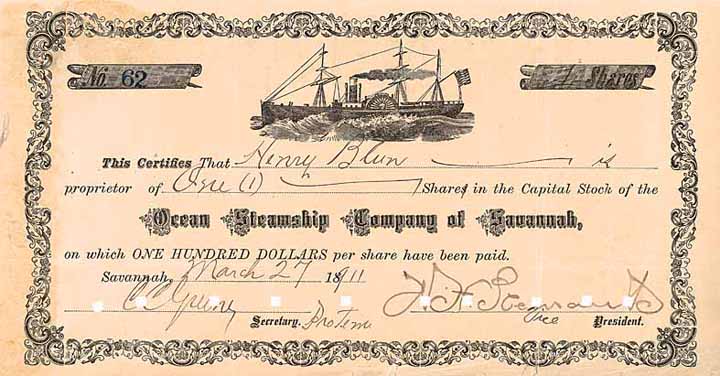 No. 62
1 Shares
This Certifies That Henry Blun is
proprietor of One (1) Shares in the Capital Stock of the
Ocean Steamship Company of Savannah,
on which ONE HUNDRED DOLLARS per share have been paid.
Savannah, March 27 1911
Secretary. Pro Tem
Vice President.